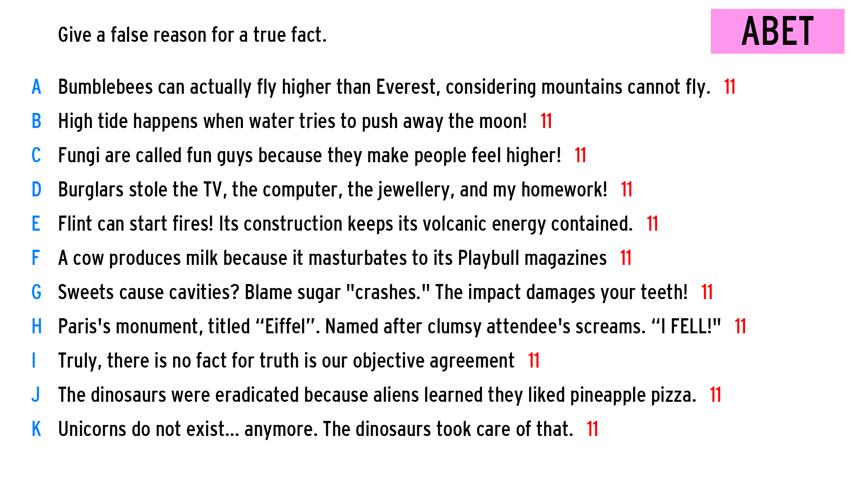 Give a false reason for a true fact.
ABET
A Bumblebees can actually fly higher than Everest, considering mountains cannot fly. 11
B High tide happens when water tries to push away the moon! 11
C Fungi are called fun guys because they make people feel higher! 11
D Burglars stole the TV, the computer, the jewellery, and my homework! 11
E Flint can start fires! Its construction keeps its volcanic energy contained. 11
F A cow produces milk because it masturbates to its Playbull magazines 11
G Sweets cause cavities? Blame sugar "crashes." The impact damages your teeth! 11
H Paris's monument, titled “Eiffel”. Named after clumsy attendee's screams. “I FELL!" 11
I Truly, there is no fact for truth is our objective agreement 11
J The dinosaurs were eradicated because aliens learned they liked pineapple pizza. 11
K Unicorns do not exist... anymore. The dinosaurs took care of that. 11